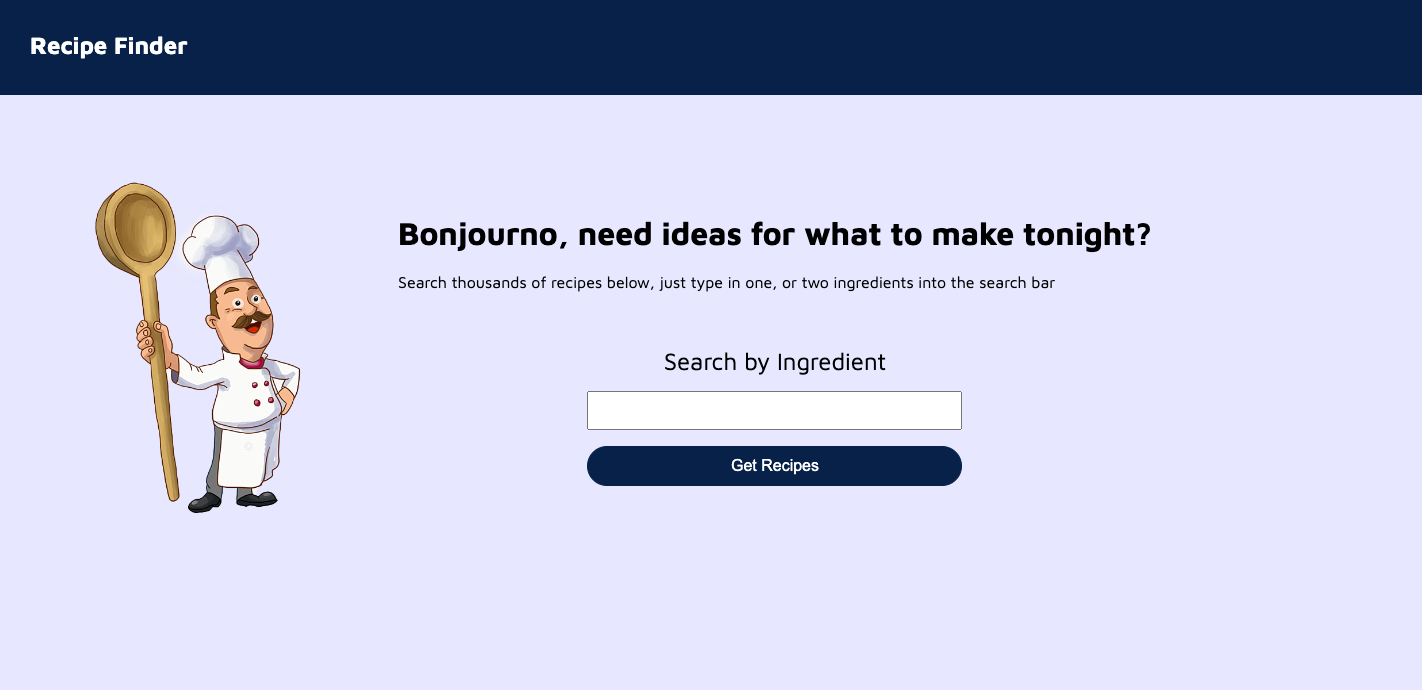 Recipe Finder
Bonjourno, need ideas for what to make tonight?
Search thousands of recipes below, just type in one, or two ingredients into the search bar
Search by Ingredient
Get Recipes